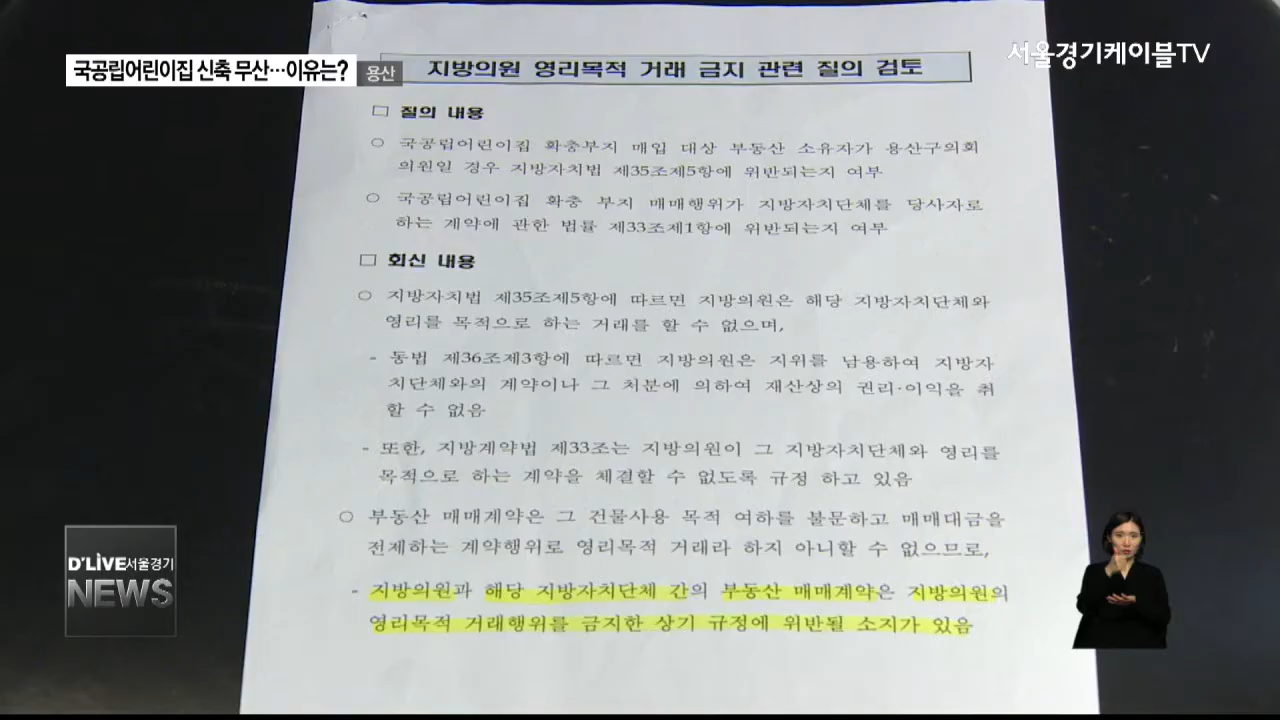 국공립어린이집 신축 무산…이유는?
용산
서울경기케이블TV
지방의원 영리목적 거래 금지 관련 질의 검토
□ 질의 내용
○ 국공립어린이집 확충부지 매입 대상 부동산 소유자가 용산구의회
의원일 경우 지방자치법 제35조제5항에 위반되는지 여부
○ 국공립어린이집 확충 부지 매매행위가 지방자치단체를 당사자로
하는 계약에 관한 법률 제33조제1항에 위반되는지 여부
□ 회신 내용
○ 지방자치법 제35조제5항에 따르면 지방의원은 해당 지방자치단체와
영리를 목적으로 하는 거래를 할 수 없으며,
- 동법 제36조제3항에 따르면 지방의원은 지위를 남용하여 지방자
치단체와의 계약이나 그 처분에 의하여 재산상의 권리·이익을 취
할 수 없음
- 또한, 지방계약법 제33조는 지방의원이 그 지방자치단체와 영리를
목적으로 하는 계약을 체결할 수 없도록 규정 하고 있음
○ 부동산 매매계약은 그 건물사용 목적 여하를 불문하고 매매대금을
전제하는 계약행위로 영리목적 거래라 하지 아니할 수 없으므로,
- 지방의원과 해당 지방자치단체 간의 부동산 매매계약은 지방의원의
영리목적 거래행위를 금지한 상기 규정에 위반될 소지가 있음
D'LIVE서울경기
NEWS